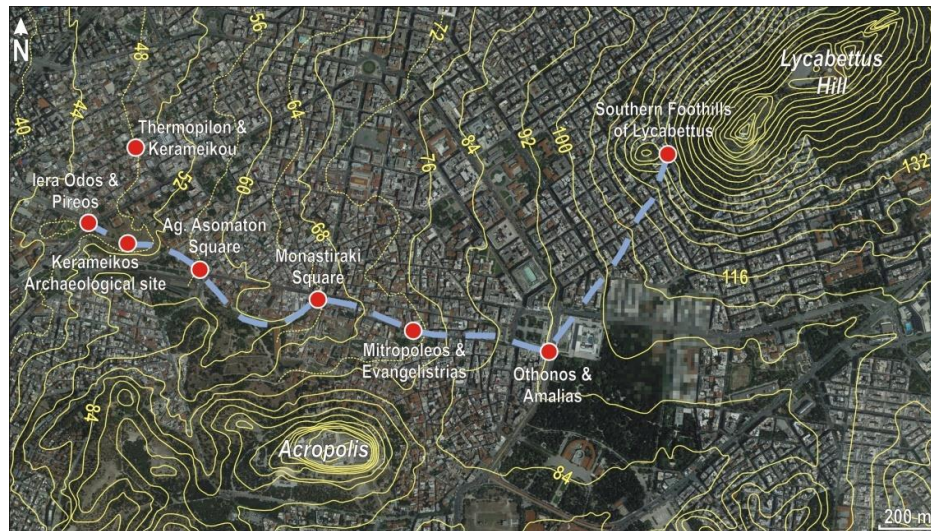 N
40
44
48
56
72
64
52
60
68
76
84
92
100
132
116
84
84
Lycabettus
Hill
Southern Foothills
of Lycabettus
Thermopilon &
Kerameikou
Iera Odos &
Pireos
Ag. Asomaton
Square
Kerameikos
Archaeological site
Monastiraki
Square
Mitropoleos &
Evangelistrias
Othonos &
Amalias
Acropolis
200 m